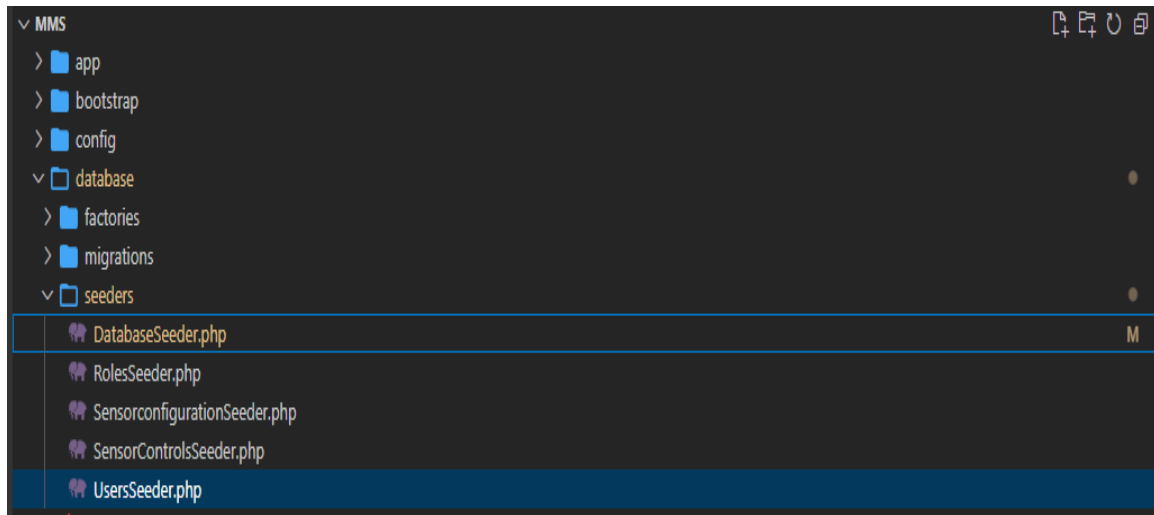 MMS
app
bootstrap
config
database
factories
migrations
seeders
DatabaseSeeder.php M
RolesSeeder.php
SensorconfigurationSeeder.php
SensorControlsSeeder.php
UsersSeeder.php